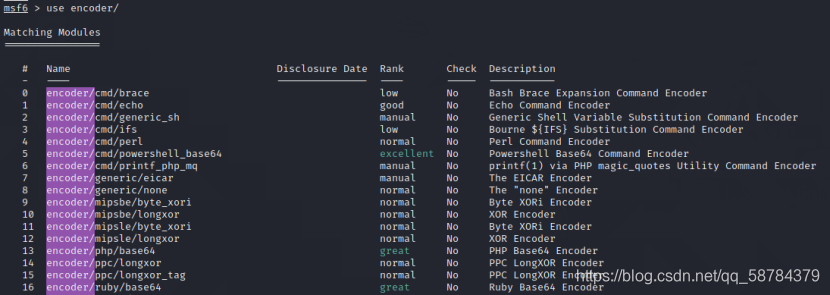 msf6 > use encoder/
Matching Modules
================
# Name Disclosure Date Rank Check Description
- ---- --------------- ---- ----- -----------
0 encoder/cmd/brace low No Bash Brace Expansion Command Encoder
1 encoder/cmd/echo good No Echo Command Encoder
2 encoder/cmd/generic_sh manual No Generic Shell Variable Substitution Command Encoder
3 encoder/cmd/ifs low No Bourne ${IFS} Substitution Command Encoder
4 encoder/cmd/perl normal No Perl Command Encoder
5 encoder/cmd/powershell_base64 excellent No Powershell Base64 Command Encoder
6 encoder/cmd/printf_php_mq manual No printf(1) via PHP magic_quotes Utility Command Encoder
7 encoder/generic/eicar manual No The EICAR Encoder
8 encoder/generic/none normal No The "none" Encoder
9 encoder/mipsbe/byte_xori normal No Byte XORi Encoder
10 encoder/mipsbe/longxor normal No XOR Encoder
11 encoder/mipsle/byte_xori normal No Byte XORi Encoder
12 encoder/mipsle/longxor normal No XOR Encoder
13 encoder/php/base64 great No PHP Base64 Encoder
14 encoder/ppc/longxor normal No PPC LongXOR Encoder
15 encoder/ppc/longxor_tag normal No PPC LongXOR Encoder
16 encoder/ruby/base64 great No Ruby Base64 Encoder
https://blog.csdn.net/qq_58784379